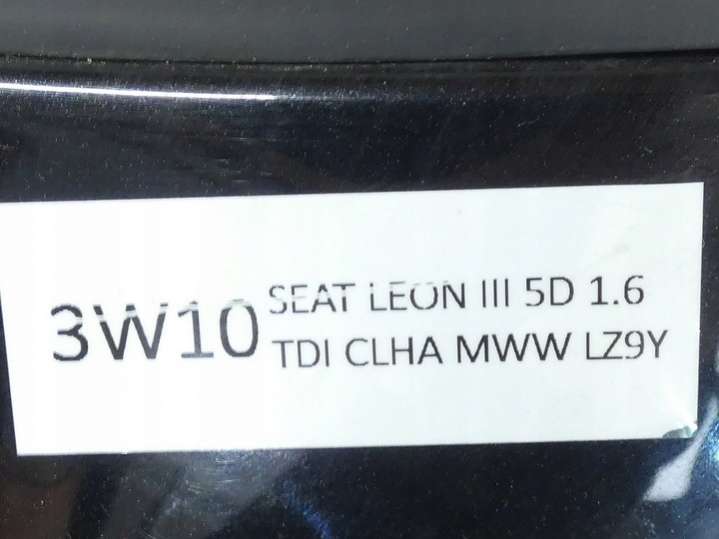 3W10
SEAT LEON III 5D 1.6
TDI CLHA MWW LZ9Y